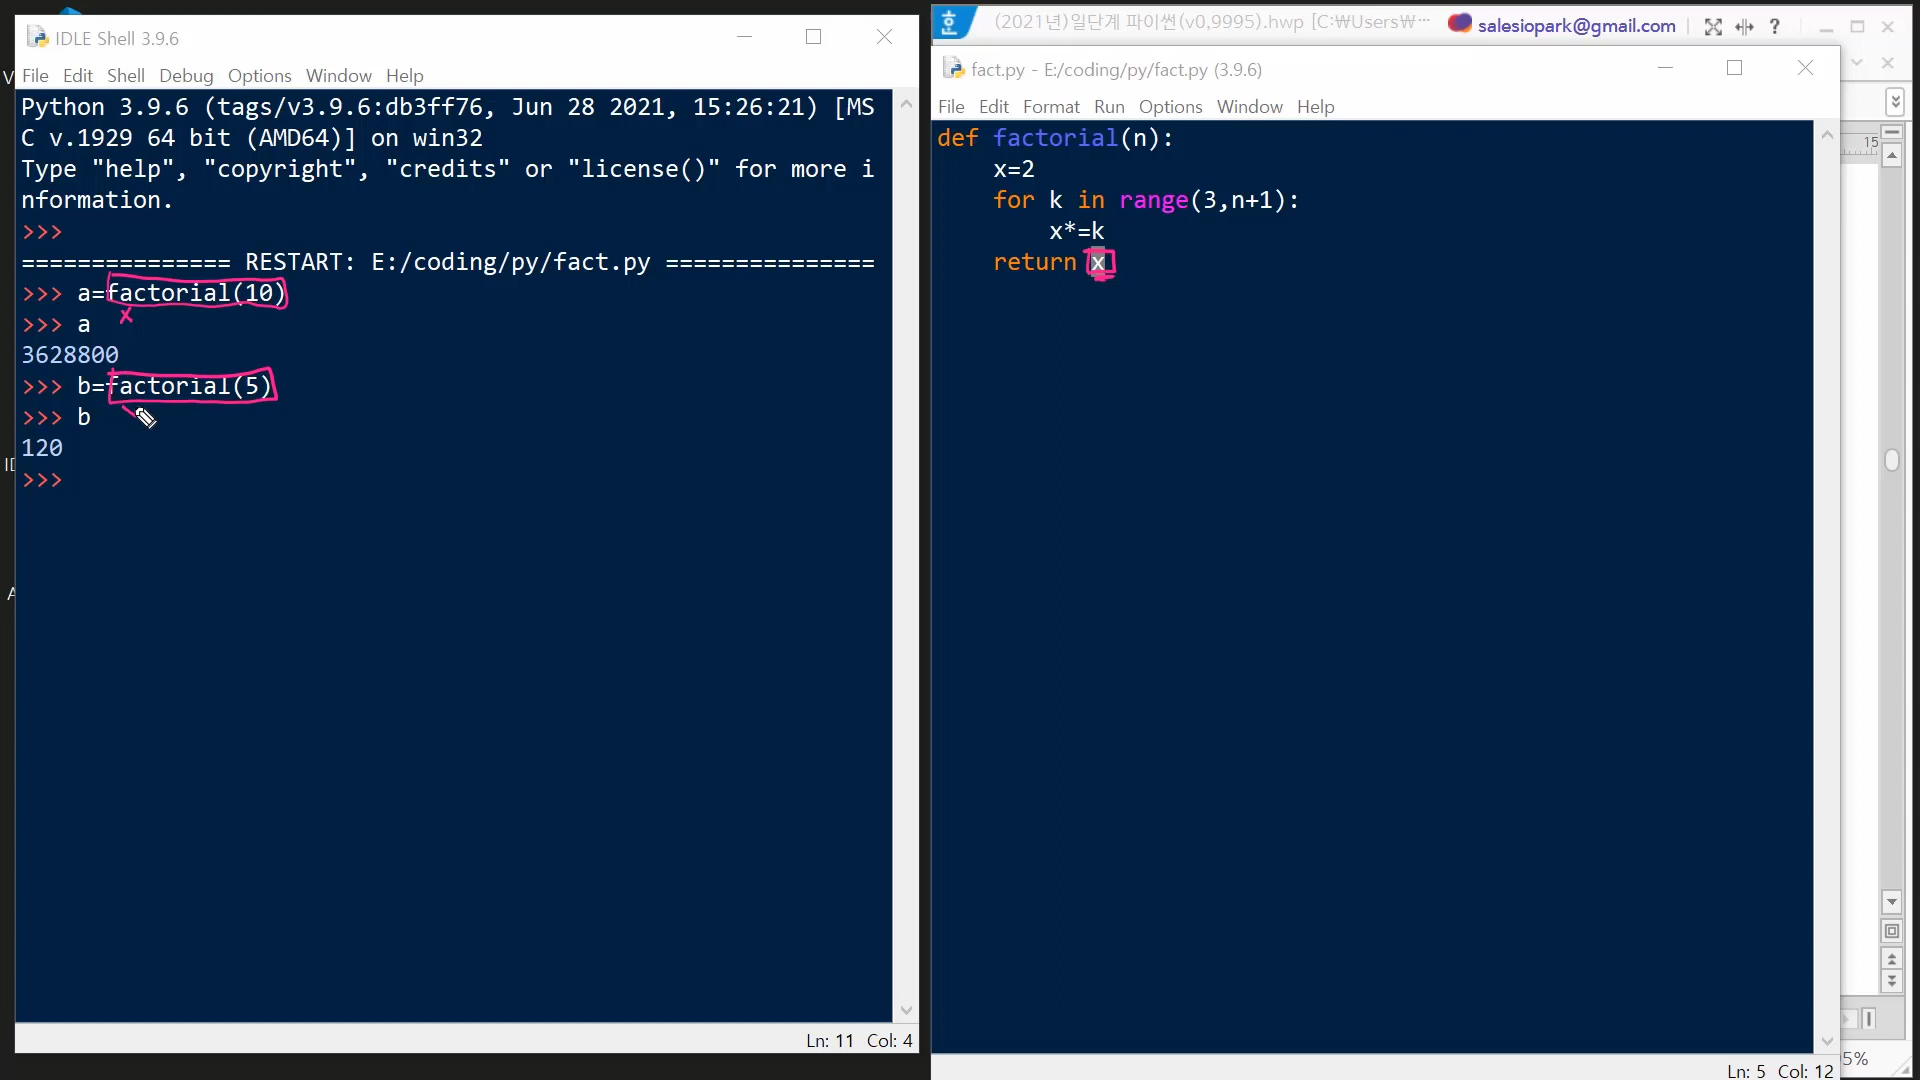 IDLE Shell 3.9.6
File Edit Shell Debug Options Window Help
Python 3.9.6 (tags/v3.9.6:db3ff76, Jun 28 2021, 15:26:21) [MS
C v.1929 64 bit (AMD64)] on win32
Type "help", "copyright", "credits" or "license()" for more i
nformation.
>>>
=============== RESTART: E:/coding/py/fact.py ===============
>>> a=factorial(10)
x
>>> a
3628800
>>> b=factorial(5)
>>> b
120
>>>
Ln: 11 Col: 4
(2021년)일단계 파이썬(v0,9995).hwp [C:₩Users₩··· salesiopark@gmail.com
fact.py - E:/coding/py/fact.py (3.9.6)
File Edit Format Run Options Window Help
def factorial(n):
    x=2
    for k in range(3,n+1):
        x*=k
    return x
Ln: 5 Col: 12
15
5%